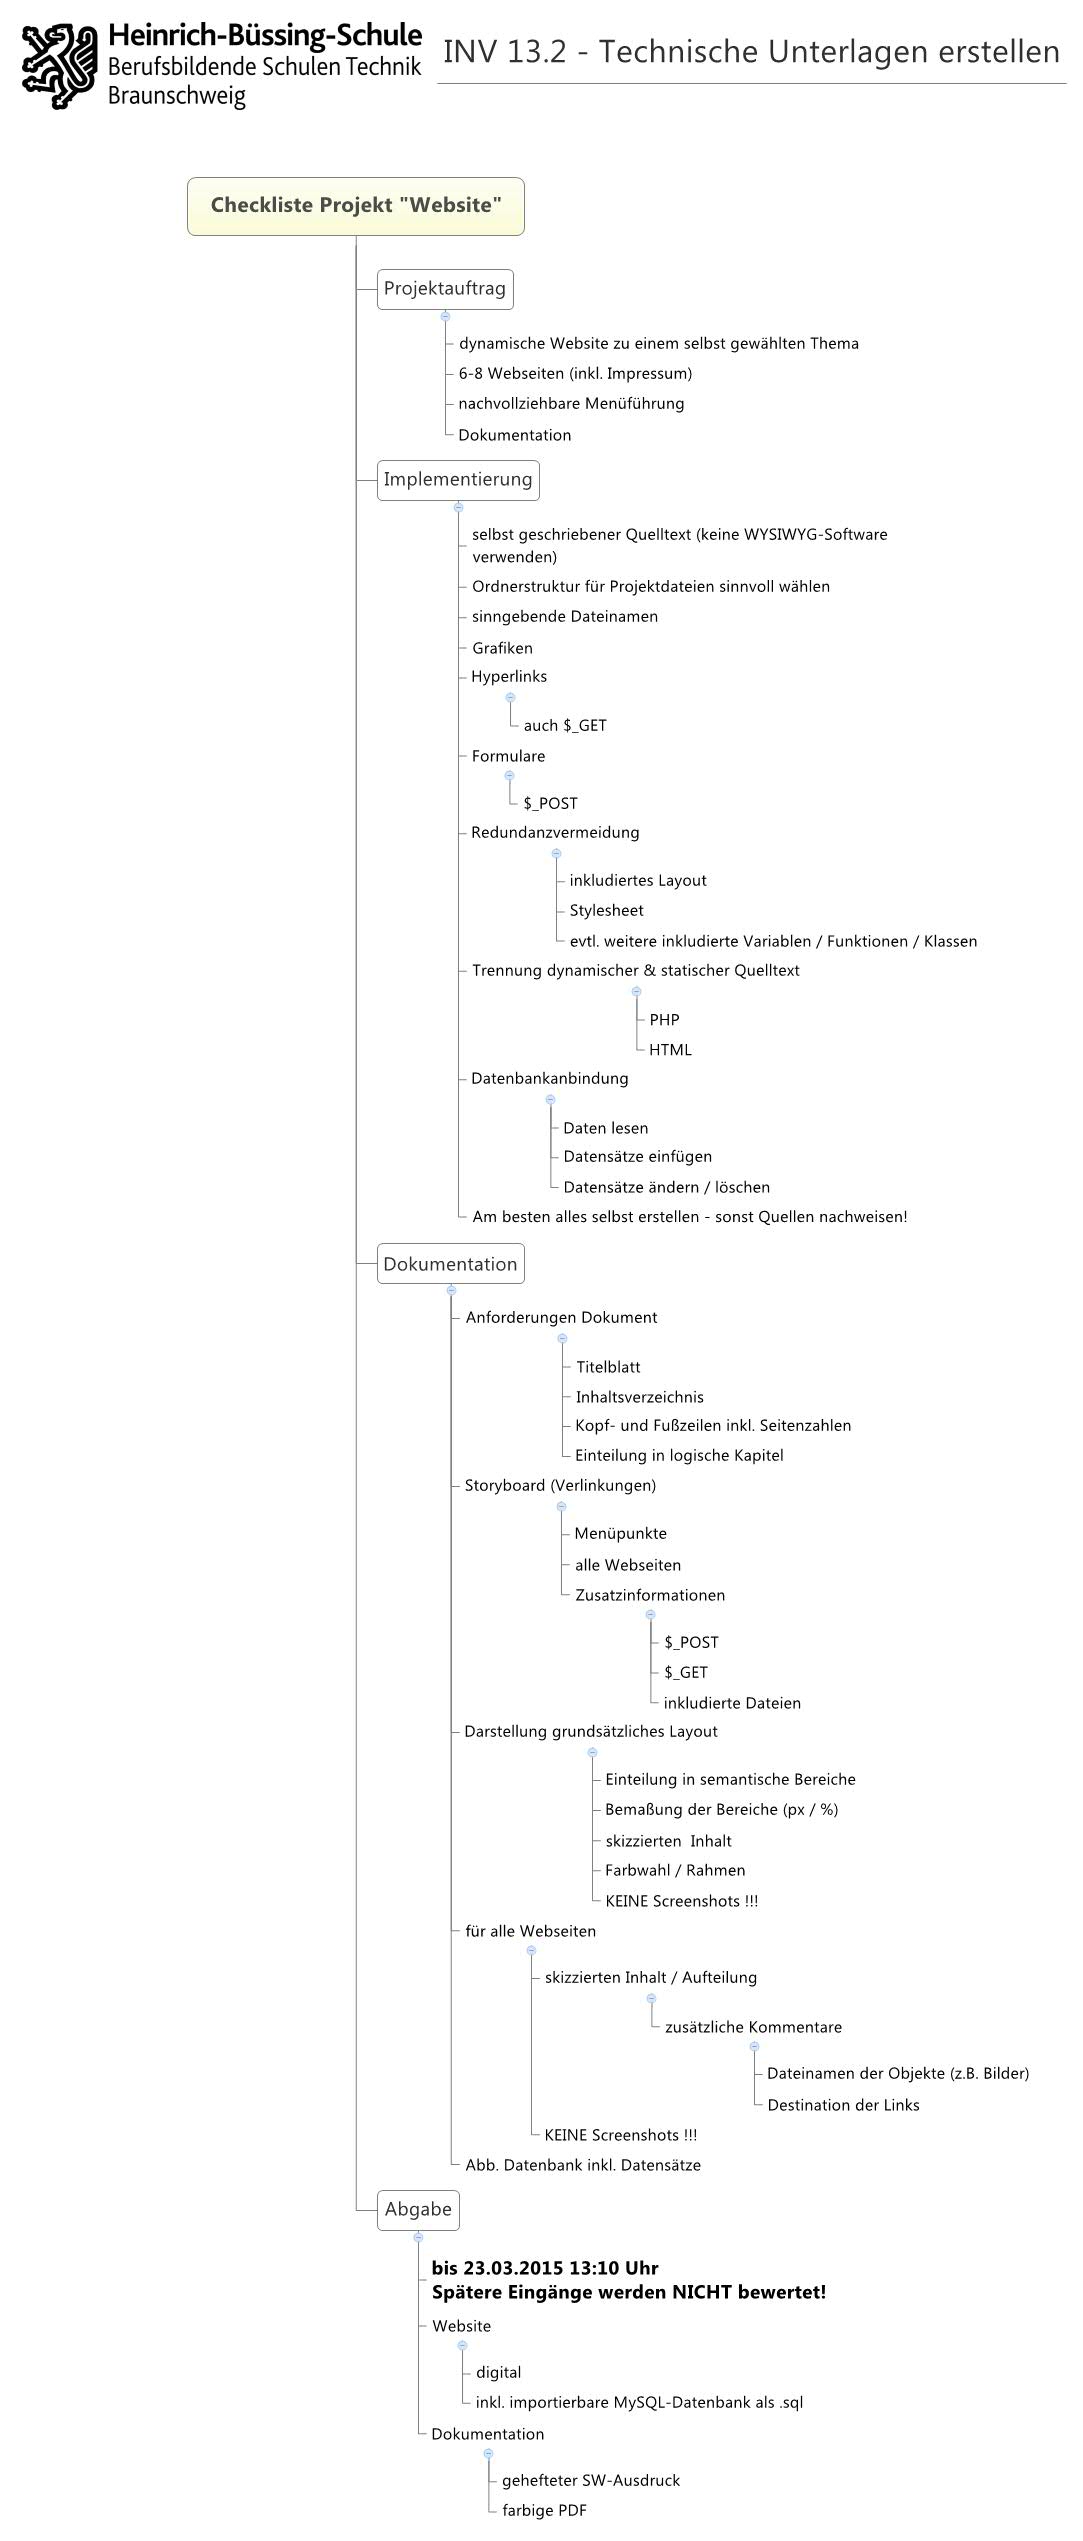 Heinrich-Büssing-Schule
Berufsbildende Schulen Technik
Braunschweig
INV 13.2 - Technische Unterlagen erstellen
Checkliste Projekt "Website"
Projektauftrag
dynamische Website zu einem selbst gewählten Thema
6-8 Webseiten (inkl. Impressum)
nachvollziehbare Menüführung
Dokumentation
Implementierung
selbst geschriebener Quelltext (keine WYSIWYG-Software
verwenden)
Ordnerstruktur für Projektdateien sinnvoll wählen
sinngebende Dateinamen
Grafiken
Hyperlinks
auch $_GET
Formulare
$_POST
Redundanzvermeidung
inkludiertes Layout
Stylesheet
evtl. weitere inkludierte Variablen / Funktionen / Klassen
Trennung dynamischer & statischer Quelltext
PHP
HTML
Datenbankanbindung
Daten lesen
Datensätze einfügen
Datensätze ändern / löschen
Am besten alles selbst erstellen - sonst Quellen nachweisen!
Dokumentation
Anforderungen Dokument
Titelblatt
Inhaltsverzeichnis
Kopf- und Fußzeilen inkl. Seitenzahlen
Einteilung in logische Kapitel
Storyboard (Verlinkungen)
Menüpunkte
alle Webseiten
Zusatzinformationen
$_POST
$_GET
inkludierte Dateien
Darstellung grundsätzliches Layout
Einteilung in semantische Bereiche
Bemaßung der Bereiche (px / %)
skizzierten  Inhalt
Farbwahl / Rahmen
KEINE Screenshots !!!
für alle Webseiten
skizzierten Inhalt / Aufteilung
zusätzliche Kommentare
Dateinamen der Objekte (z.B. Bilder)
Destination der Links
KEINE Screenshots !!!
Abb. Datenbank inkl. Datensätze
Abgabe
bis 23.03.2015 13:10 Uhr
Spätere Eingänge werden NICHT bewertet!
Website
digital
inkl. importierbare MySQL-Datenbank als .sql
Dokumentation
gehefteter SW-Ausdruck
farbige PDF